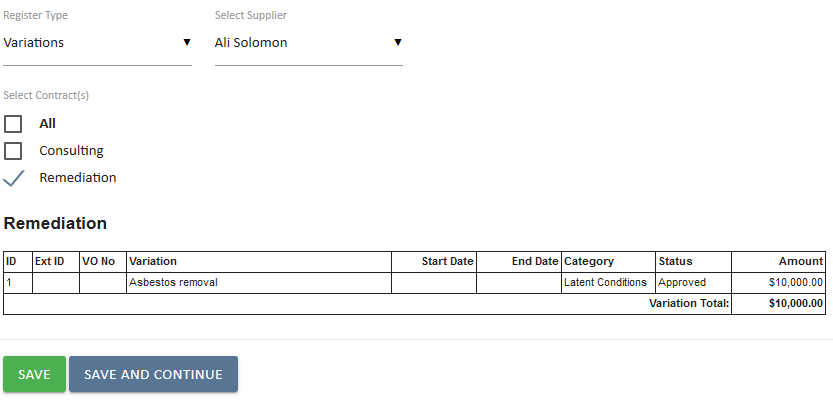 Register Type Select Supplier
Variations Ali Solomon
Select Contract(s)
All
Consulting
Remediation
Remediation
ID Ext ID VO No Variation Start Date End Date Category Status Amount
1 Asbestos removal Latent Conditions Approved $10,000.00
Variation Total: $10,000.00
SAVE SAVE AND CONTINUE